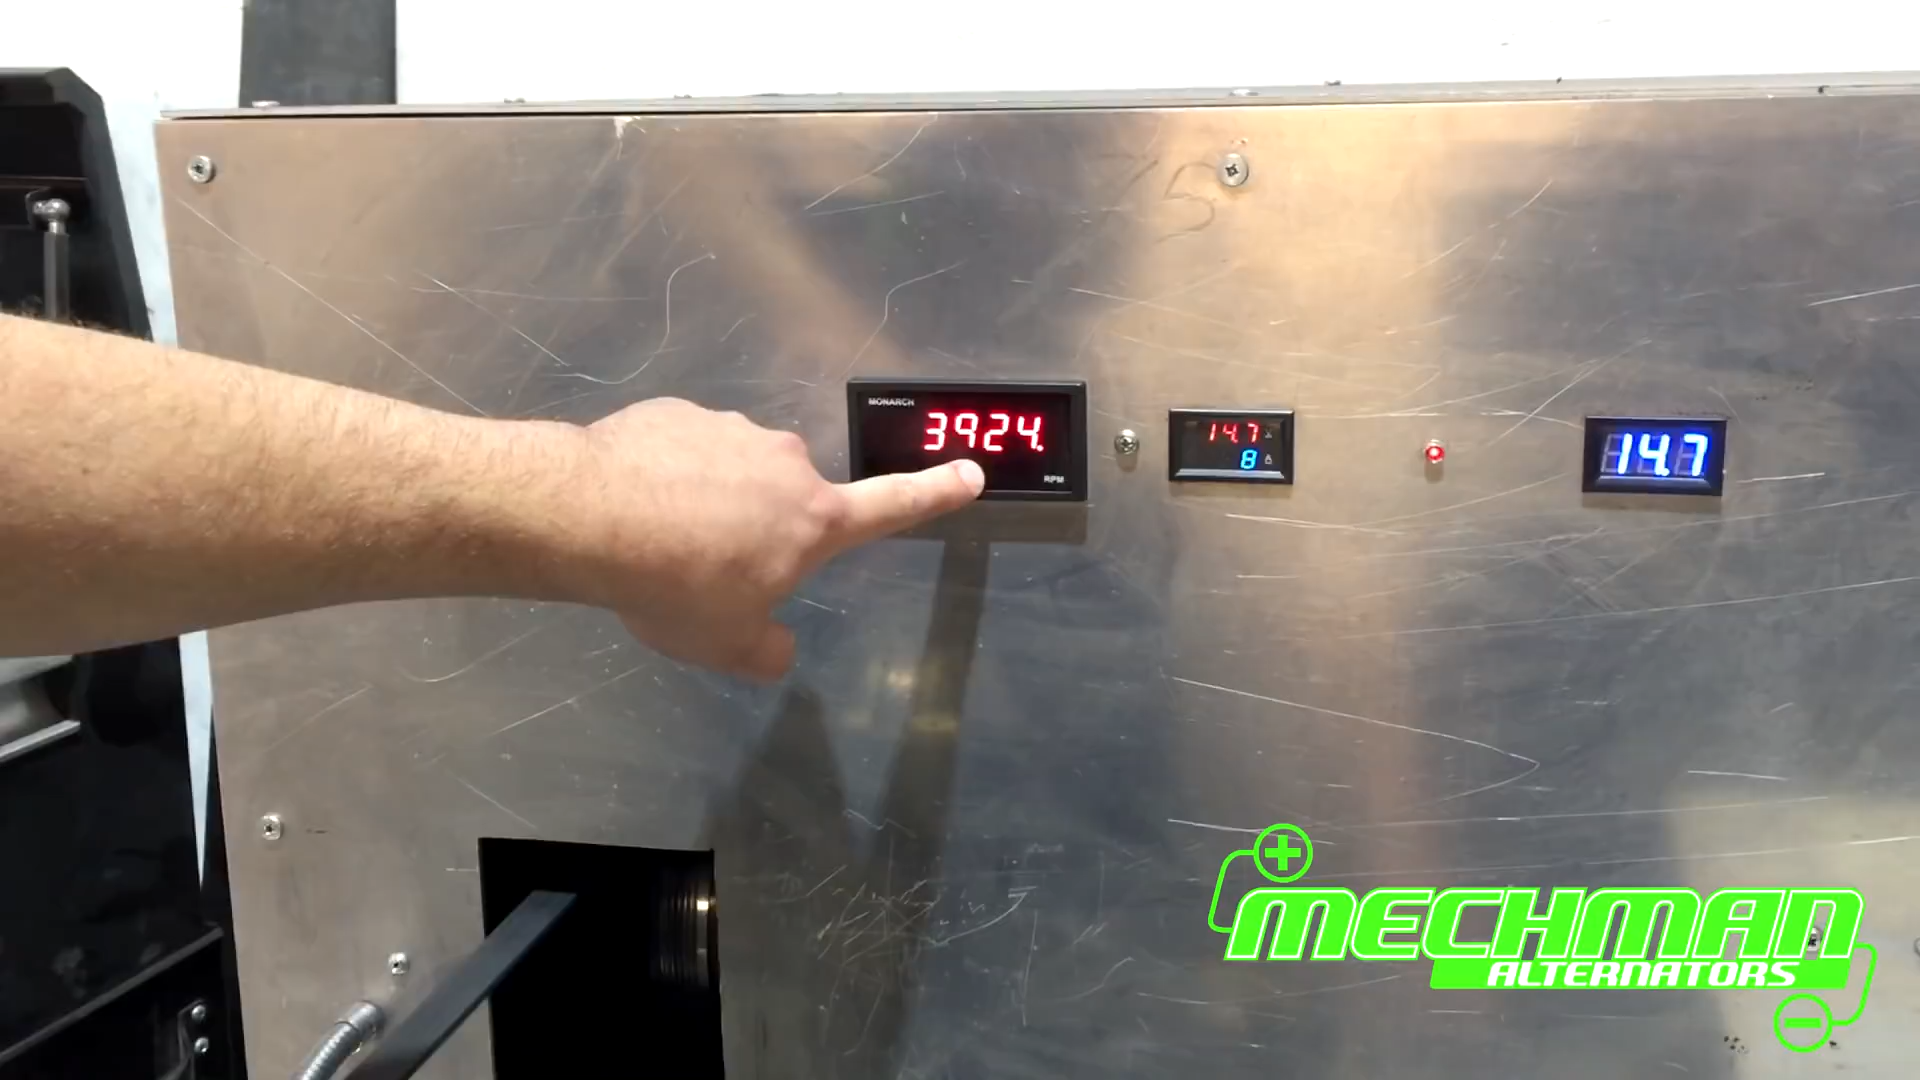 MONARCH
3924.
RPM
14.7 V
8 A
14.7
MECHMAN
ALTERNATORS